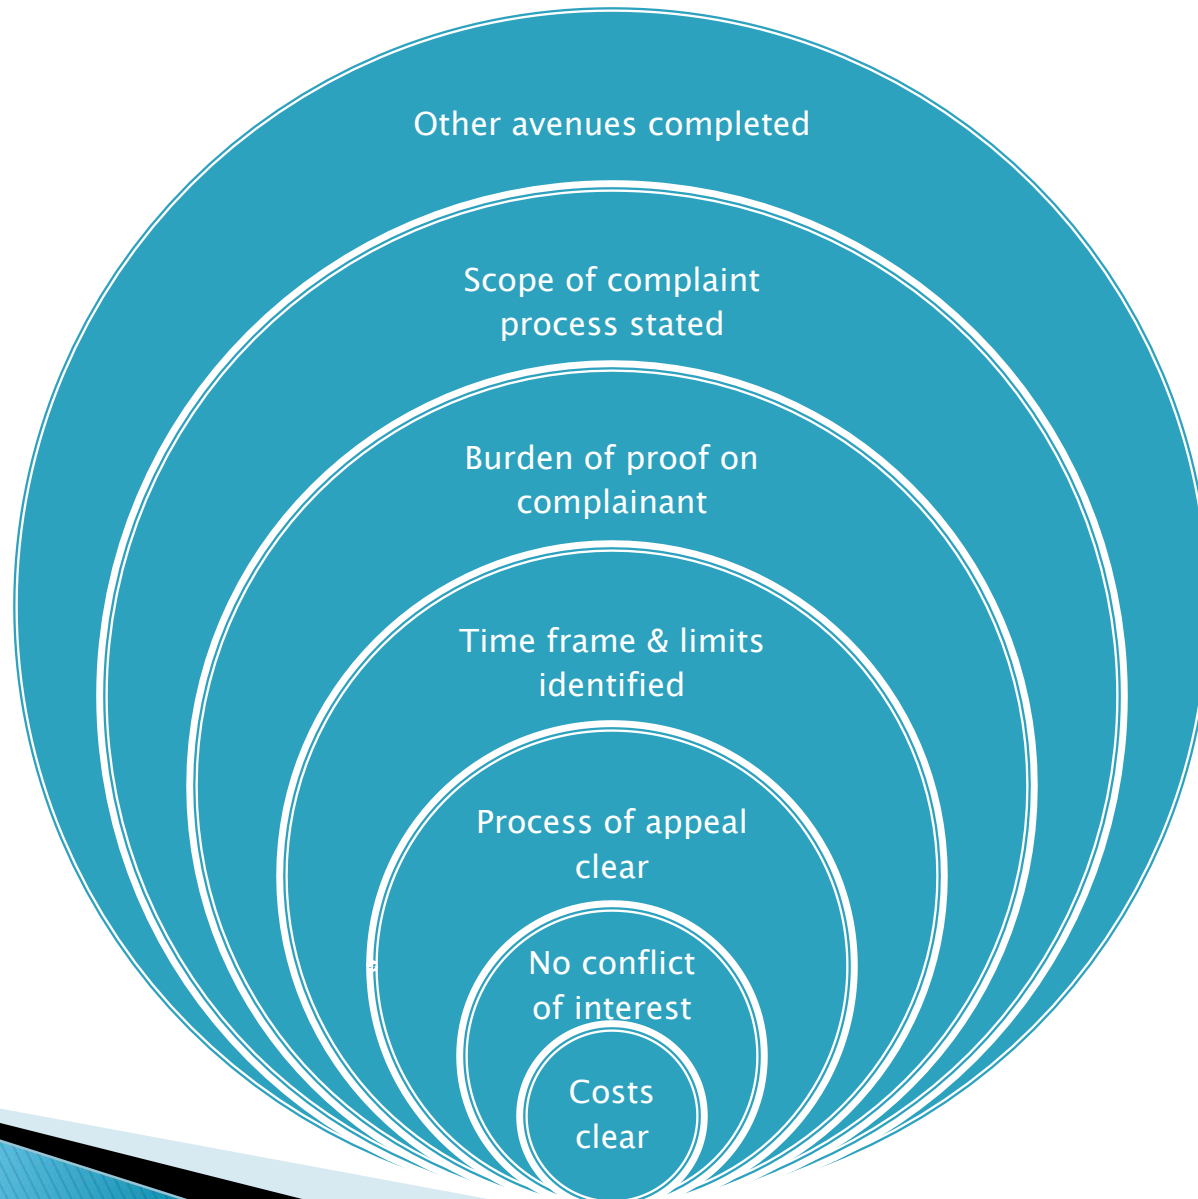 Other avenues completed
Scope of complaint
process stated
Burden of proof on
complainant
Time frame & limits
identified
Process of appeal
clear
No conflict
of interest
Costs
clear